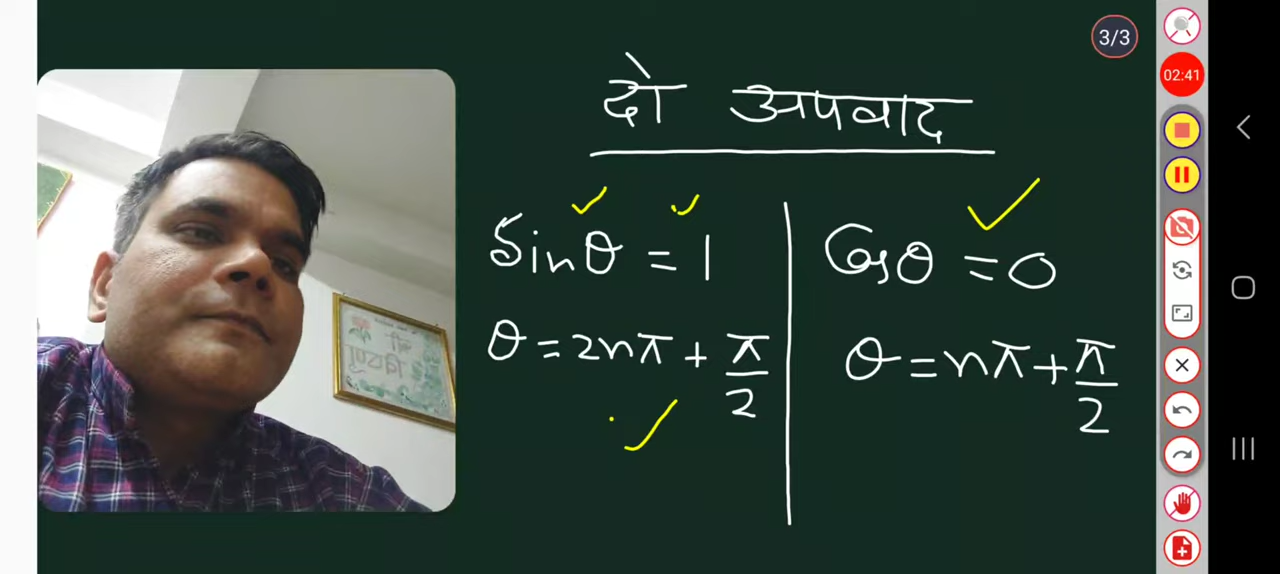 3/3
02:41
दो अपवाद
Sinθ = 1
θ = 2nπ + π/2
Cosθ = 0
θ = nπ + π/2